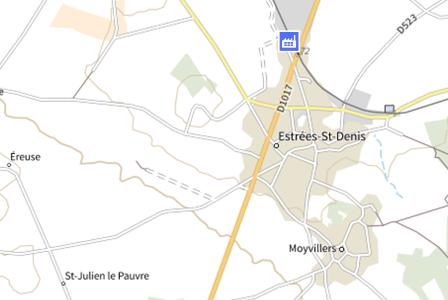 D523
D1017
Estrées-St-Denis
Éreuse
Moyvillers
St-Julien le Pauvre